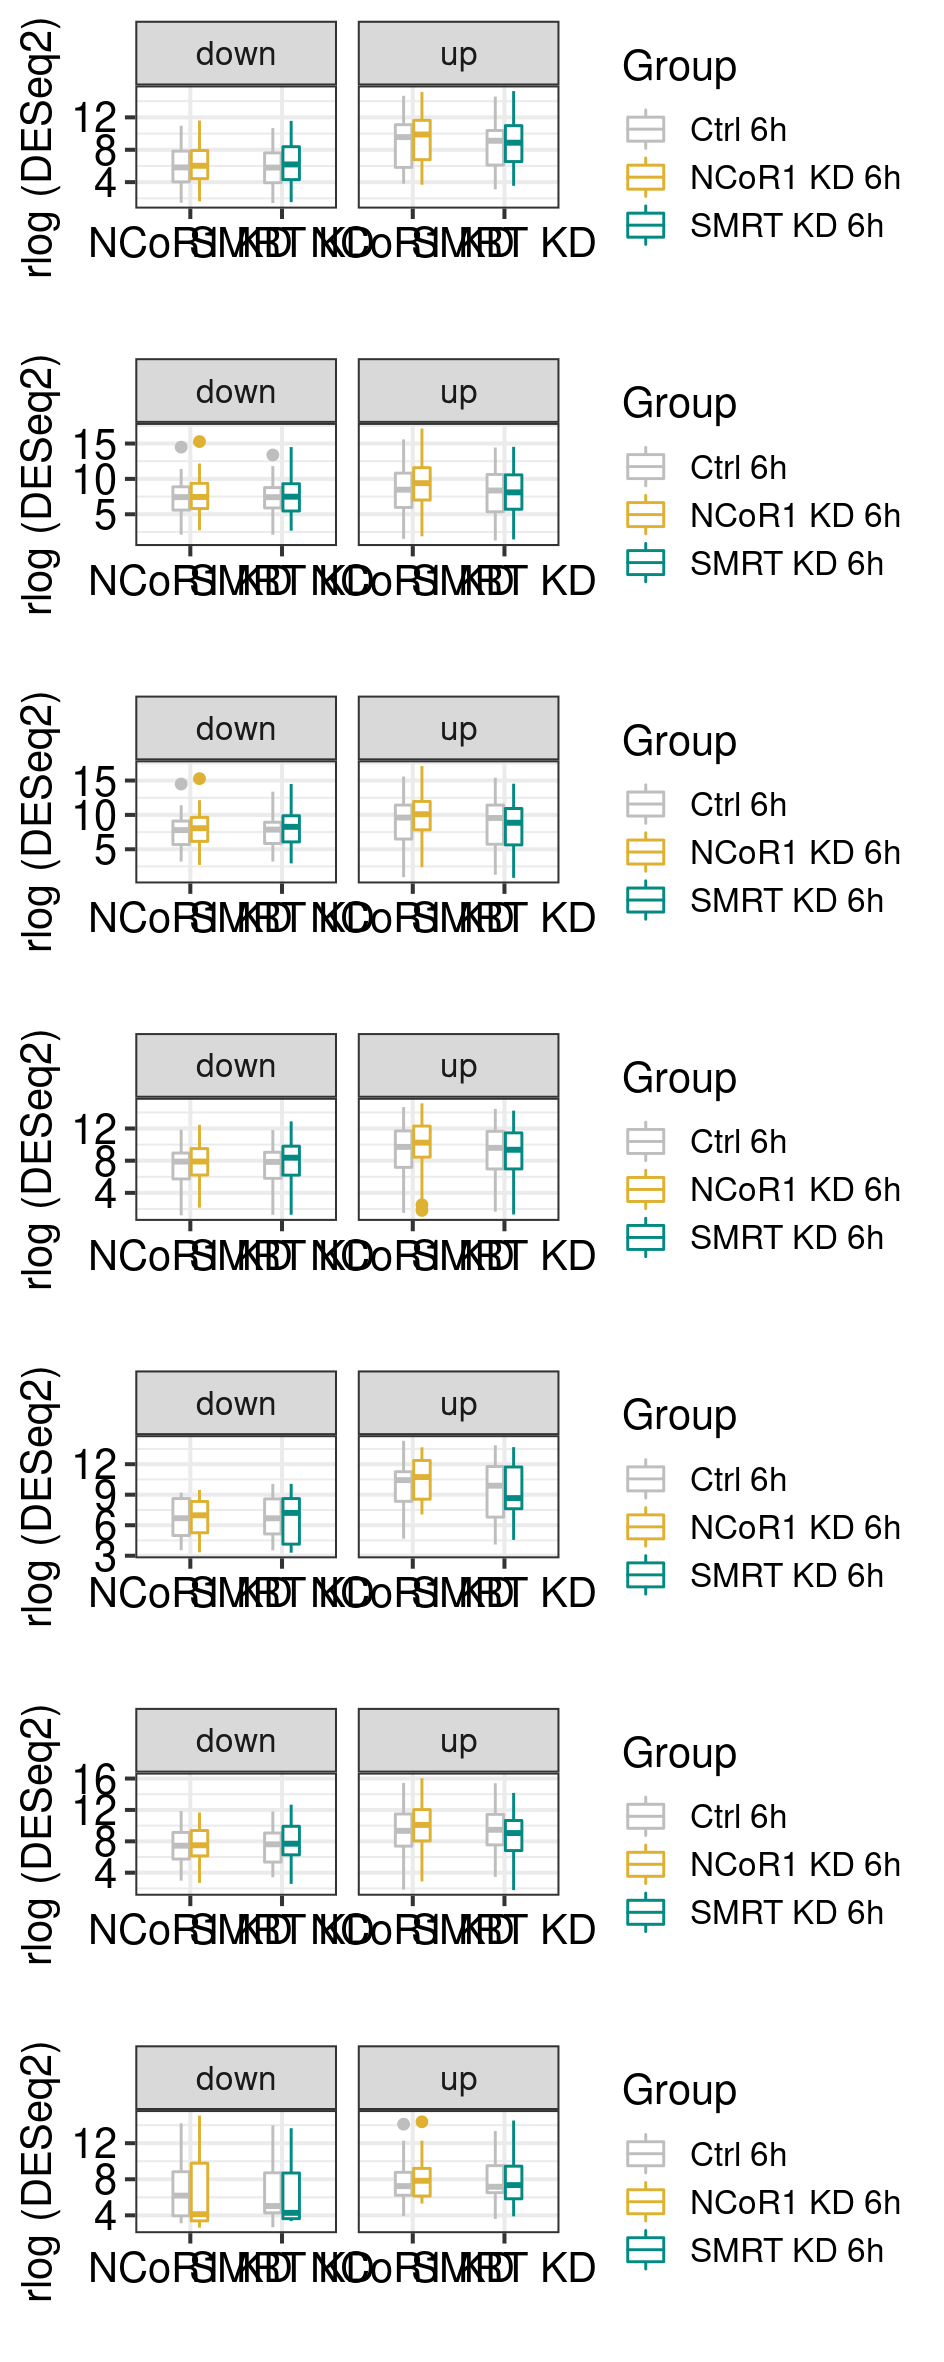 rlog (DESeq2)
down
up
12
8
4
NCoR1 KD
SMRT KD
NCoR1 KD
SMRT KD
Group
Ctrl 6h
NCoR1 KD 6h
SMRT KD 6h
rlog (DESeq2)
down
up
15
10
5
NCoR1 KD
SMRT KD
NCoR1 KD
SMRT KD
Group
Ctrl 6h
NCoR1 KD 6h
SMRT KD 6h
rlog (DESeq2)
down
up
15
10
5
NCoR1 KD
SMRT KD
NCoR1 KD
SMRT KD
Group
Ctrl 6h
NCoR1 KD 6h
SMRT KD 6h
rlog (DESeq2)
down
up
12
8
4
NCoR1 KD
SMRT KD
NCoR1 KD
SMRT KD
Group
Ctrl 6h
NCoR1 KD 6h
SMRT KD 6h
rlog (DESeq2)
down
up
12
9
6
3
NCoR1 KD
SMRT KD
NCoR1 KD
SMRT KD
Group
Ctrl 6h
NCoR1 KD 6h
SMRT KD 6h
rlog (DESeq2)
down
up
16
12
8
4
NCoR1 KD
SMRT KD
NCoR1 KD
SMRT KD
Group
Ctrl 6h
NCoR1 KD 6h
SMRT KD 6h
rlog (DESeq2)
down
up
12
8
4
NCoR1 KD
SMRT KD
NCoR1 KD
SMRT KD
Group
Ctrl 6h
NCoR1 KD 6h
SMRT KD 6h